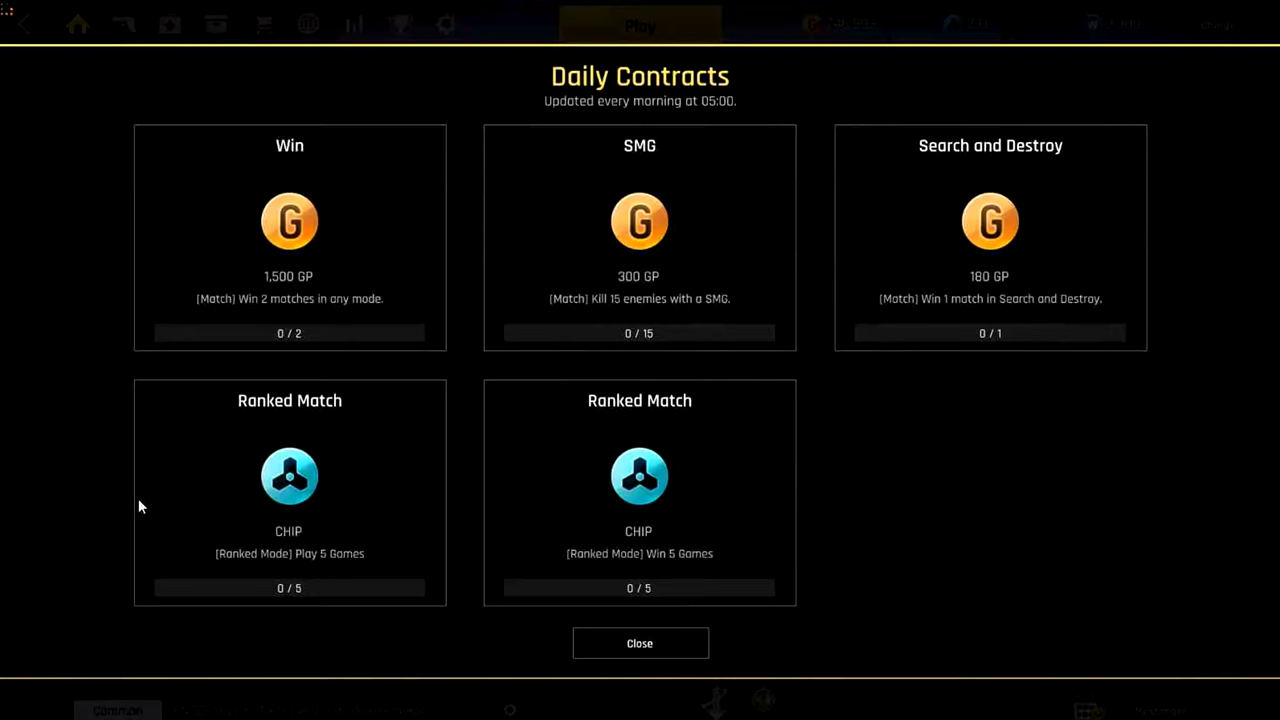 Play
Daily Contracts
Updated every morning at 05:00.
Win
G
1,500 GP
[Match] Win 2 matches in any mode.
0 / 2
SMG
G
300 GP
[Match] Kill 15 enemies with a SMG.
0 / 15
Search and Destroy
G
180 GP
[Match] Win 1 match in Search and Destroy.
0 / 1
Ranked Match
CHIP
[Ranked Mode] Play 5 Games
0 / 5
Ranked Match
CHIP
[Ranked Mode] Win 5 Games
0 / 5
Close
Common